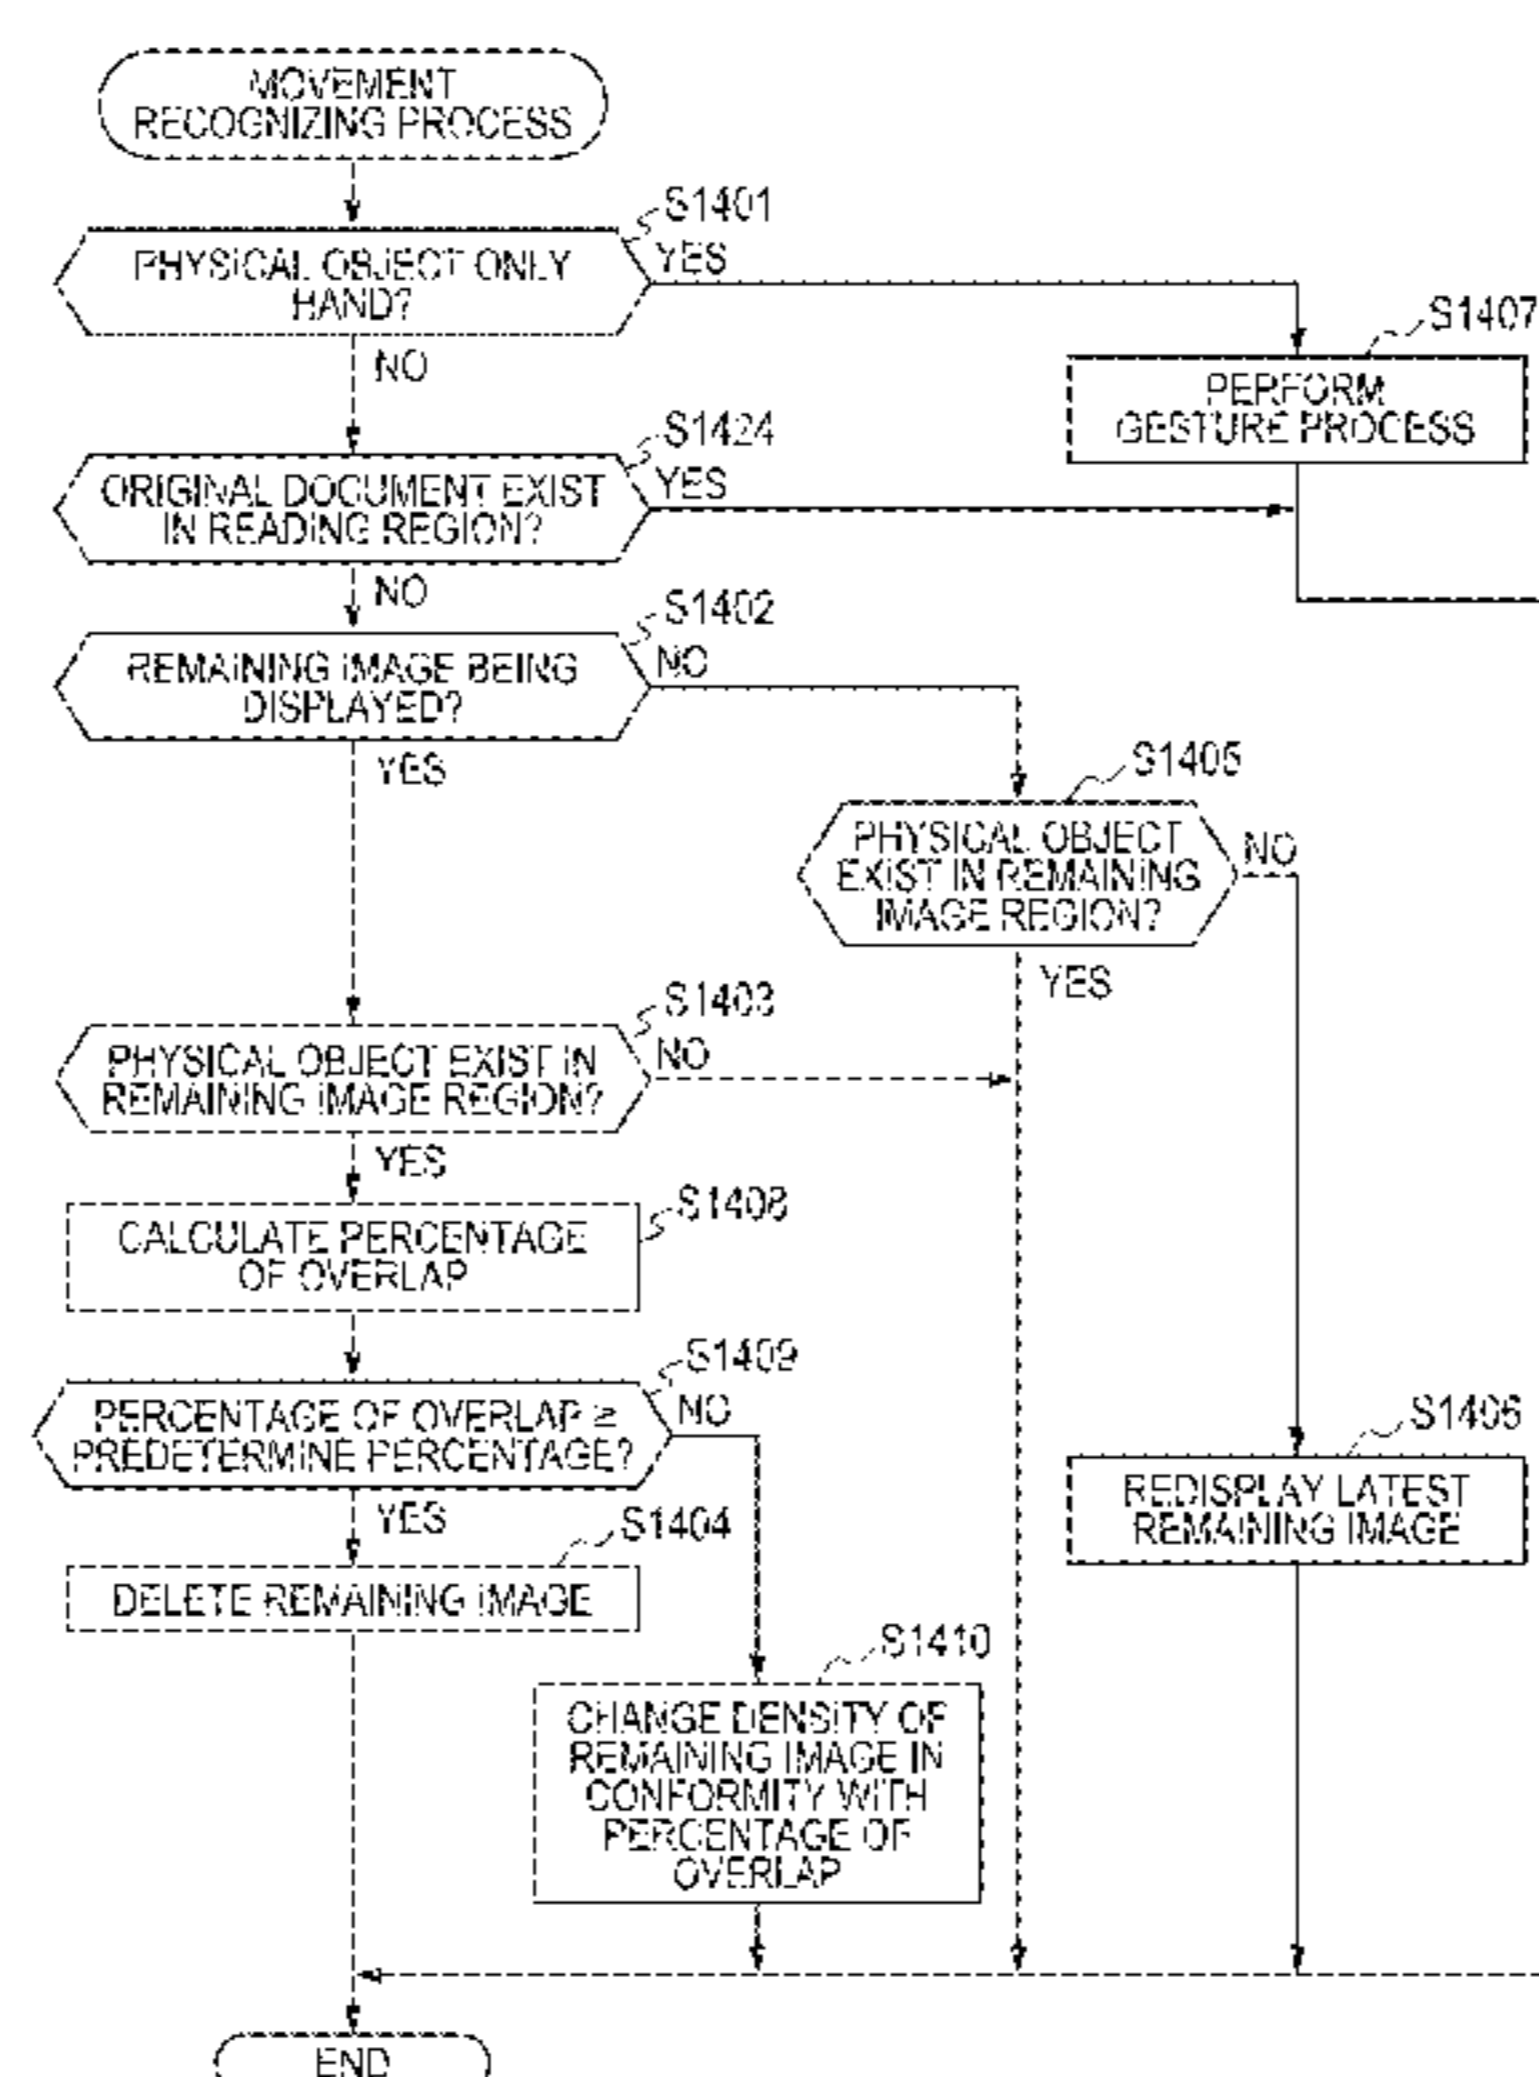 MOVEMENT
RECOGNIZING PROCESS
S1401
PHYSICAL OBJECT ONLY
HAND?
YES
NO
S1407
PERFORM
GESTURE PROCESS
S1424
ORIGINAL DOCUMENT EXIST
IN READING REGION?
YES
NO
S1402
REMAINING IMAGE BEING
DISPLAYED?
NO
YES
S1405
PHYSICAL OBJECT
EXIST IN REMAINING
IMAGE REGION?
NO
YES
S1403
PHYSICAL OBJECT EXIST IN
REMAINING IMAGE REGION?
NO
YES
S1408
CALCULATE PERCENTAGE
OF OVERLAP
S1409
PERCENTAGE OF OVERLAP ≥
PREDETERMINE PERCENTAGE?
NO
YES
S1406
REDISPLAY LATEST
REMAINING IMAGE
S1404
DELETE REMAINING IMAGE
S1410
CHANGE DENSITY OF
REMAINING IMAGE IN
CONFORMITY WITH
PERCENTAGE OF
OVERLAP
END